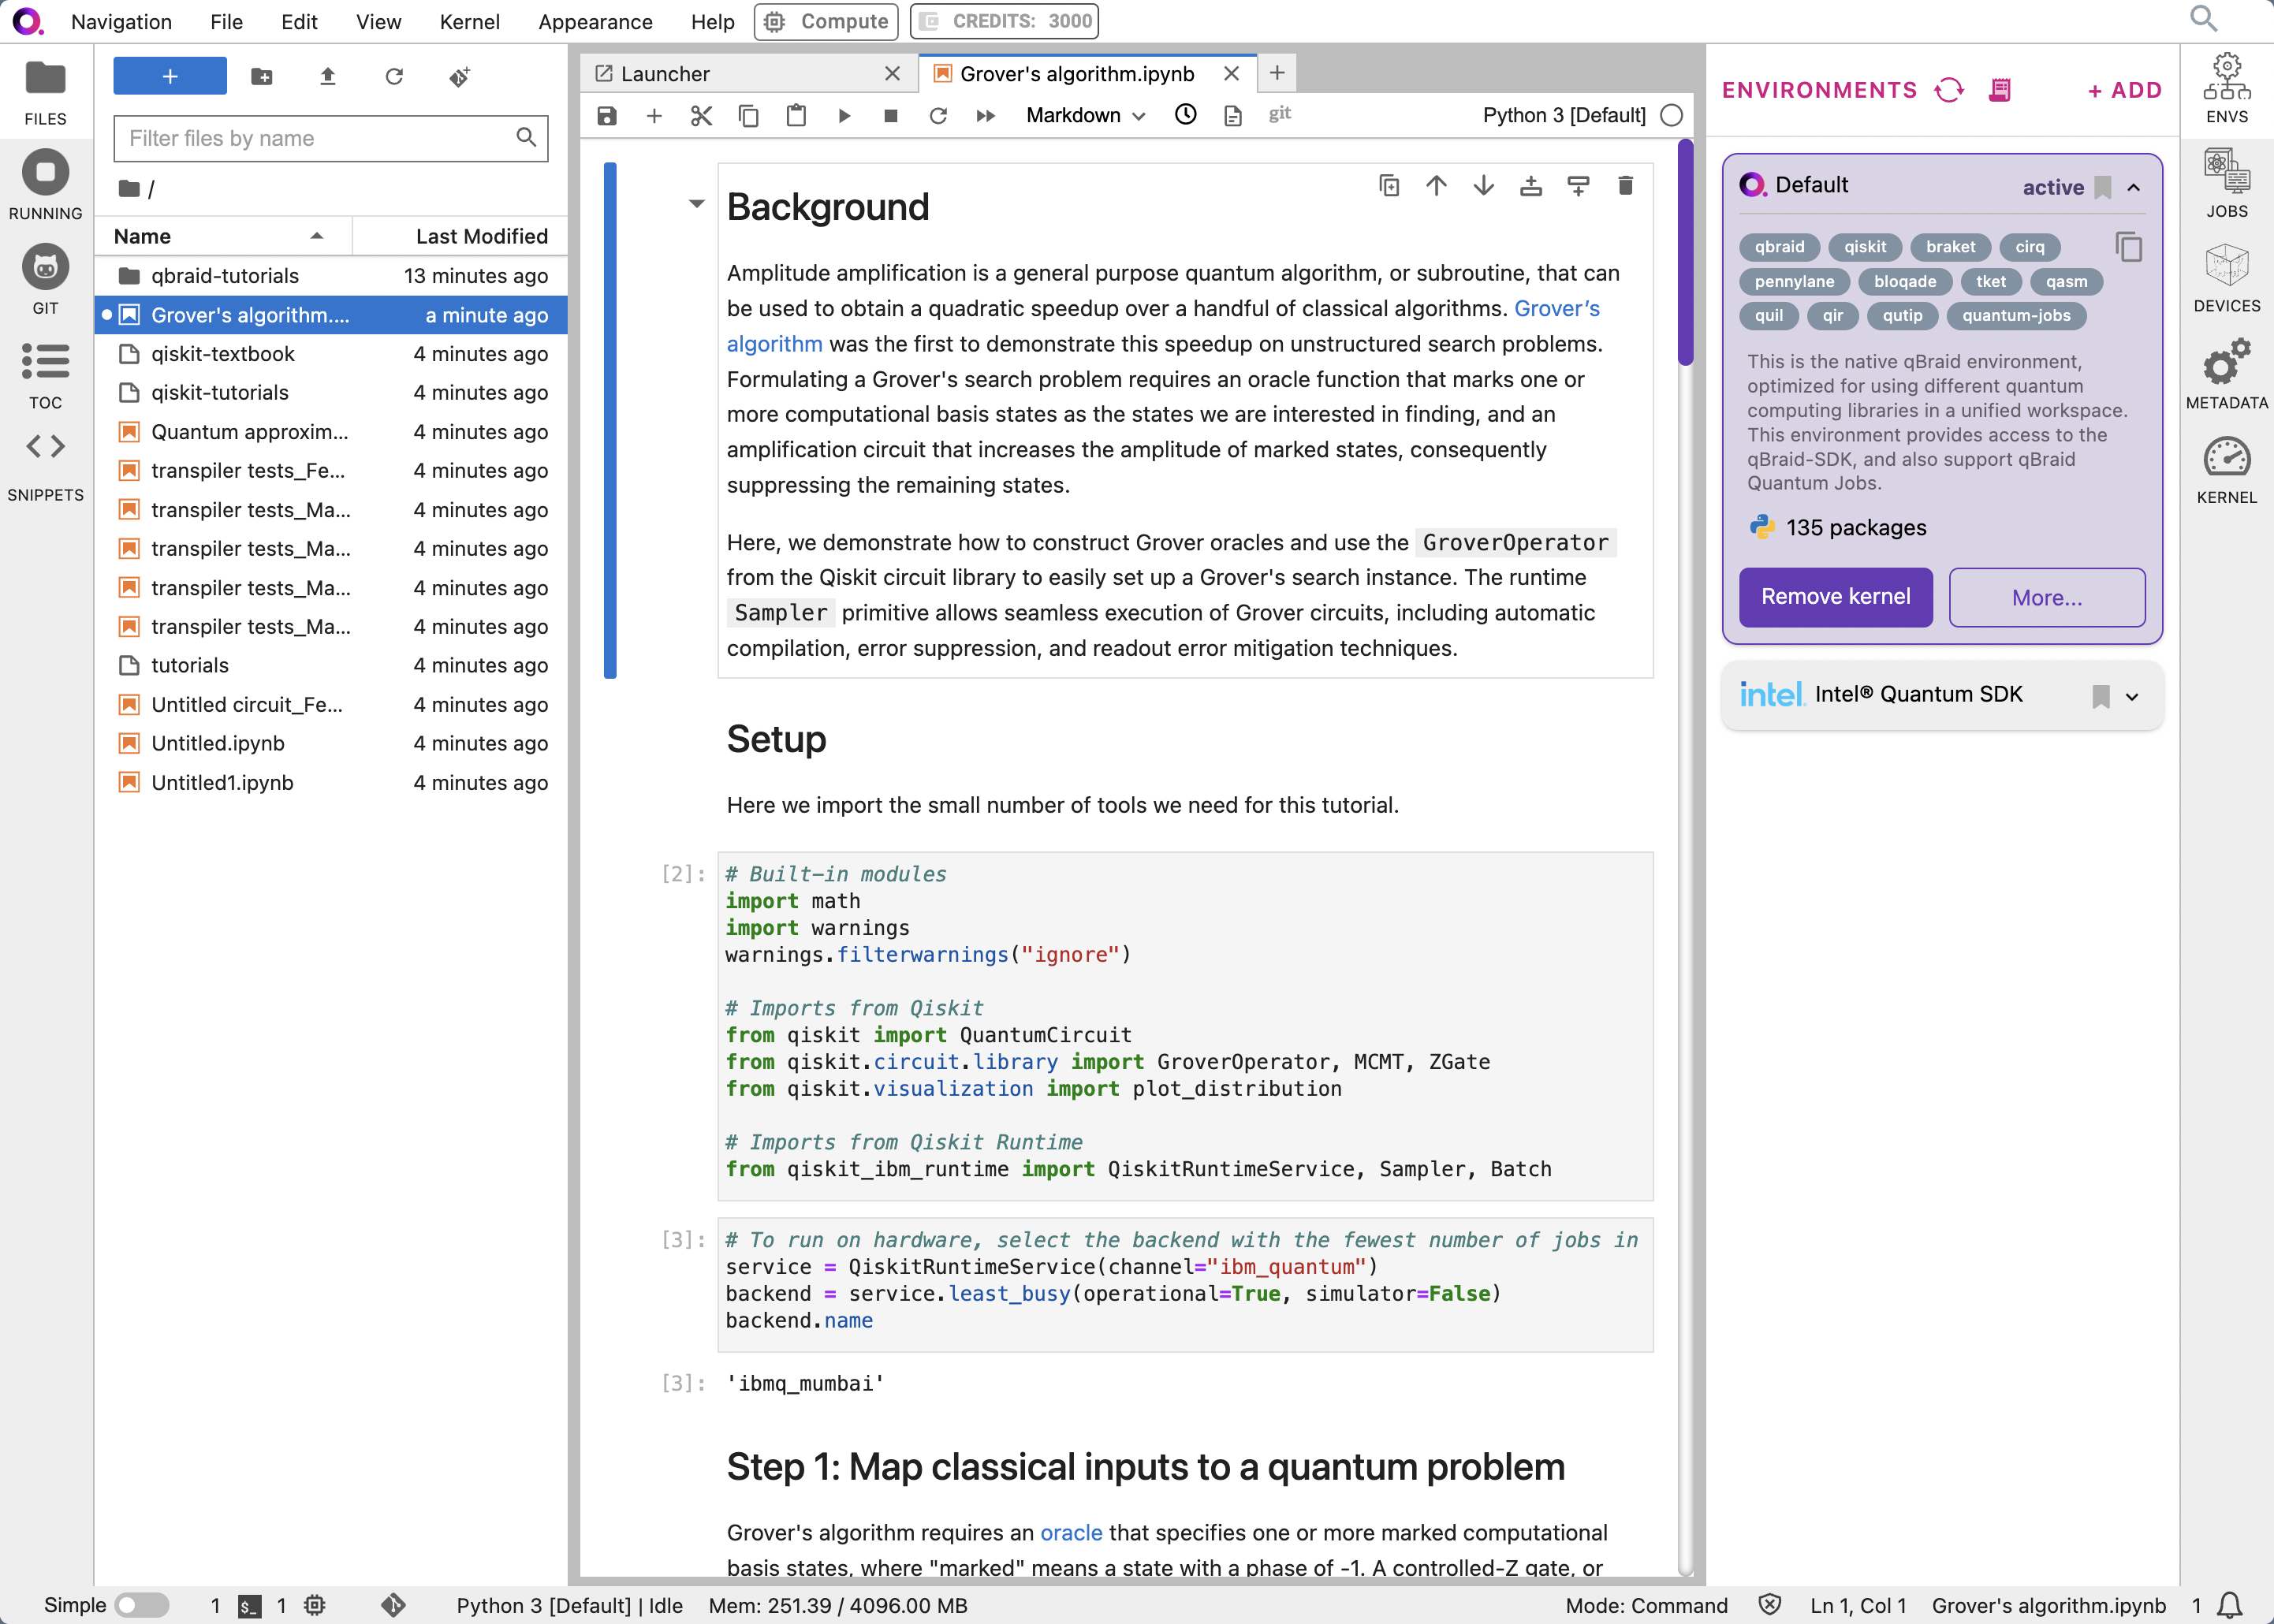 Navigation File Edit View Kernel Appearance Help Compute CREDITS: 3000
FILES
RUNNING
GIT
TOC
SNIPPETS
+
Filter files by name
/
Name Last Modified
qbraid-tutorials 13 minutes ago
Grover's algorithm.... a minute ago
qiskit-textbook 4 minutes ago
qiskit-tutorials 4 minutes ago
Quantum approxim... 4 minutes ago
transpiler tests_Fe... 4 minutes ago
transpiler tests_Ma... 4 minutes ago
transpiler tests_Ma... 4 minutes ago
transpiler tests_Ma... 4 minutes ago
transpiler tests_Ma... 4 minutes ago
tutorials 4 minutes ago
Untitled circuit_Fe... 4 minutes ago
Untitled.ipynb 4 minutes ago
Untitled1.ipynb 4 minutes ago
Launcher Grover's algorithm.ipynb
Markdown git Python 3 [Default]
Background
Amplitude amplification is a general purpose quantum algorithm, or subroutine, that can
be used to obtain a quadratic speedup over a handful of classical algorithms. Grover’s
algorithm was the first to demonstrate this speedup on unstructured search problems.
Formulating a Grover's search problem requires an oracle function that marks one or
more computational basis states as the states we are interested in finding, and an
amplification circuit that increases the amplitude of marked states, consequently
suppressing the remaining states.
Here, we demonstrate how to construct Grover oracles and use the GroverOperator
from the Qiskit circuit library to easily set up a Grover's search instance. The runtime
Sampler primitive allows seamless execution of Grover circuits, including automatic
compilation, error suppression, and readout error mitigation techniques.
Setup
Here we import the small number of tools we need for this tutorial.
[2]: # Built-in modules
import math
import warnings
warnings.filterwarnings("ignore")
# Imports from Qiskit
from qiskit import QuantumCircuit
from qiskit.circuit.library import GroverOperator, MCMT, ZGate
from qiskit.visualization import plot_distribution
# Imports from Qiskit Runtime
from qiskit_ibm_runtime import QiskitRuntimeService, Sampler, Batch
[3]: # To run on hardware, select the backend with the fewest number of jobs in
service = QiskitRuntimeService(channel="ibm_quantum")
backend = service.least_busy(operational=True, simulator=False)
backend.name
[3]: 'ibmq_mumbai'
Step 1: Map classical inputs to a quantum problem
Grover's algorithm requires an oracle that specifies one or more marked computational
basis states, where "marked" means a state with a phase of -1. A controlled-Z gate, or
ENVIRONMENTS + ADD
Default active
qbraid qiskit braket cirq
pennylane bloqade tket qasm
quil qir qutip quantum-jobs
This is the native qBraid environment,
optimized for using different quantum
computing libraries in a unified workspace.
This environment provides access to the
qBraid-SDK, and also support qBraid
Quantum Jobs.
135 packages
Remove kernel More...
intel. Intel® Quantum SDK
ENVS
JOBS
DEVICES
METADATA
KERNEL
Simple 1 $_ 1 Python 3 [Default] | Idle Mem: 251.39 / 4096.00 MB Mode: Command Ln 1, Col 1 Grover's algorithm.ipynb 1